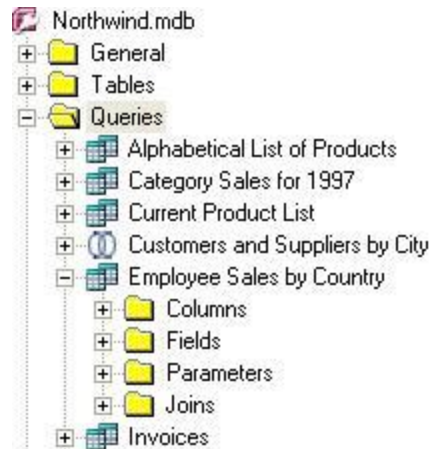 Northwind.mdb
General
Tables
Queries
Alphabetical List of Products
Category Sales for 1997
Current Product List
Customers and Suppliers by City
Employee Sales by Country
Columns
Fields
Parameters
Joins
Invoices